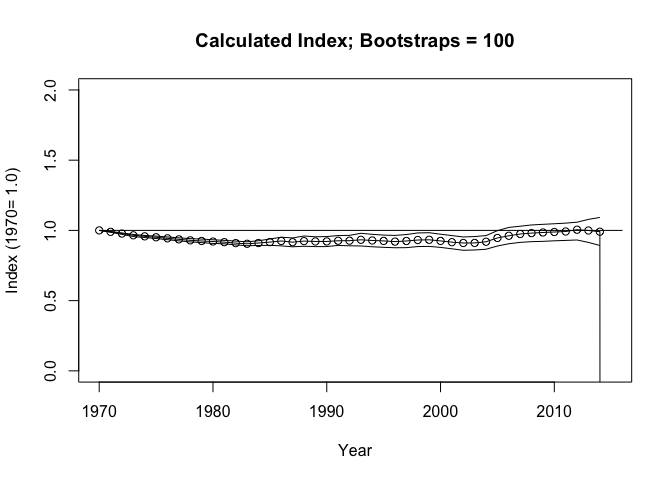 Calculated Index; Bootstraps = 100
Index (1970= 1.0)
2.0
1.5
1.0
0.5
0.0
1970 1980 1990 2000 2010
Year